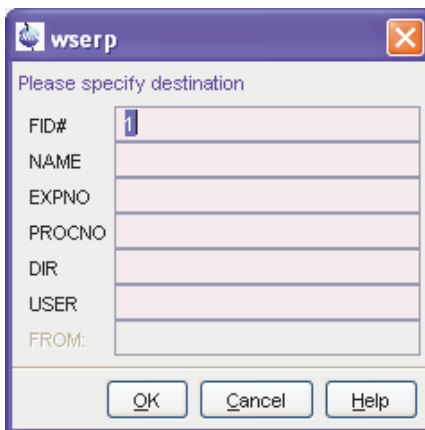 wserp
Please specify destination
FID# 1
NAME
EXPNO
PROCNO
DIR
USER
FROM:
OK Cancel Help